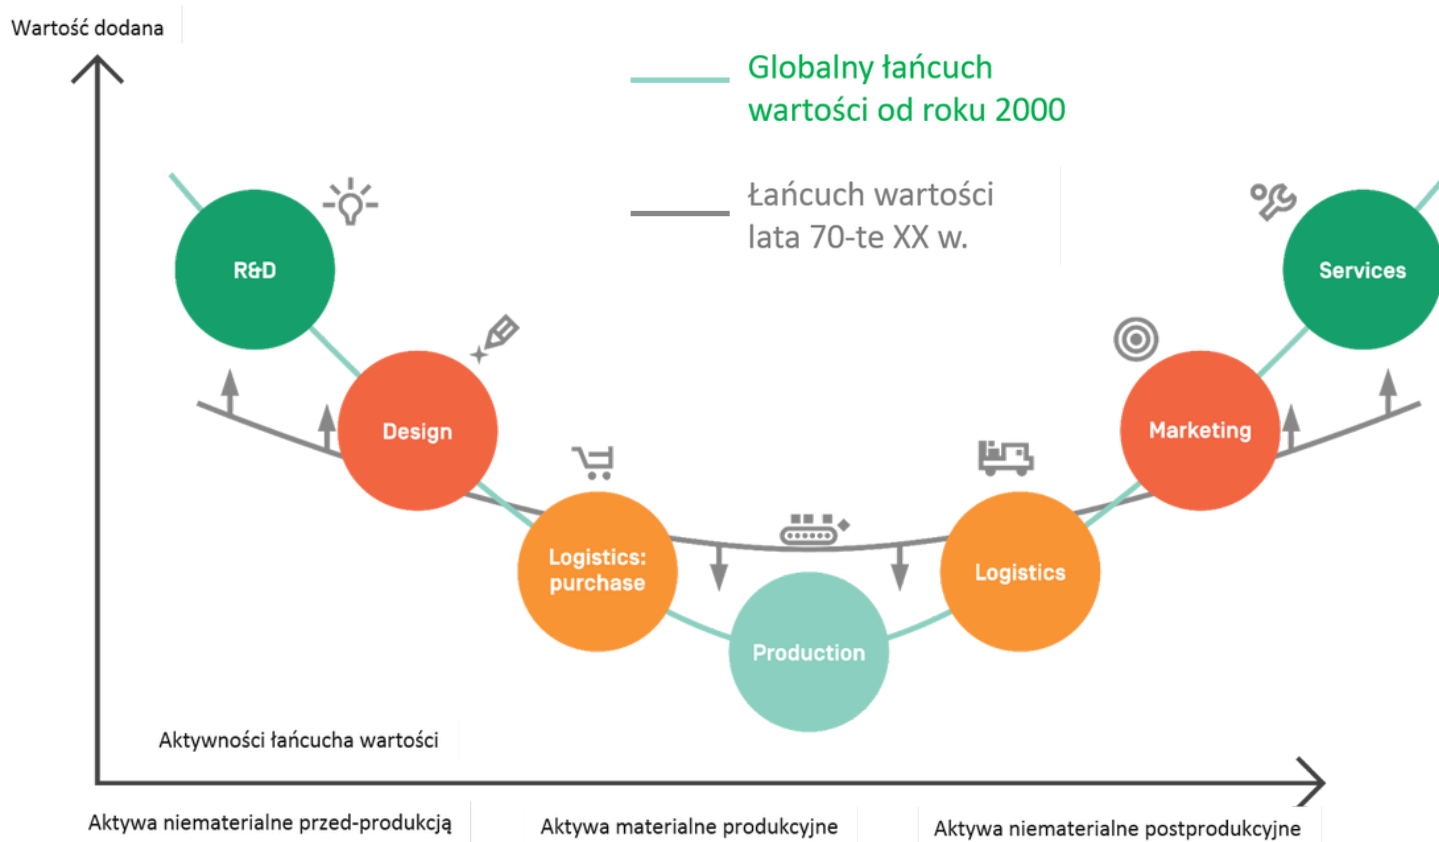 Wartość dodana
Globalny łańcuch
wartości od roku 2000
Łańcuch wartości
lata 70-te XX w.
R&D
Services
Design
Marketing
Logistics:
purchase
Logistics
Production
Aktywności łańcucha wartości
Aktywa niematerialne przed-produkcją
Aktywa materialne produkcyjne
Aktywa niematerialne postprodukcyjne